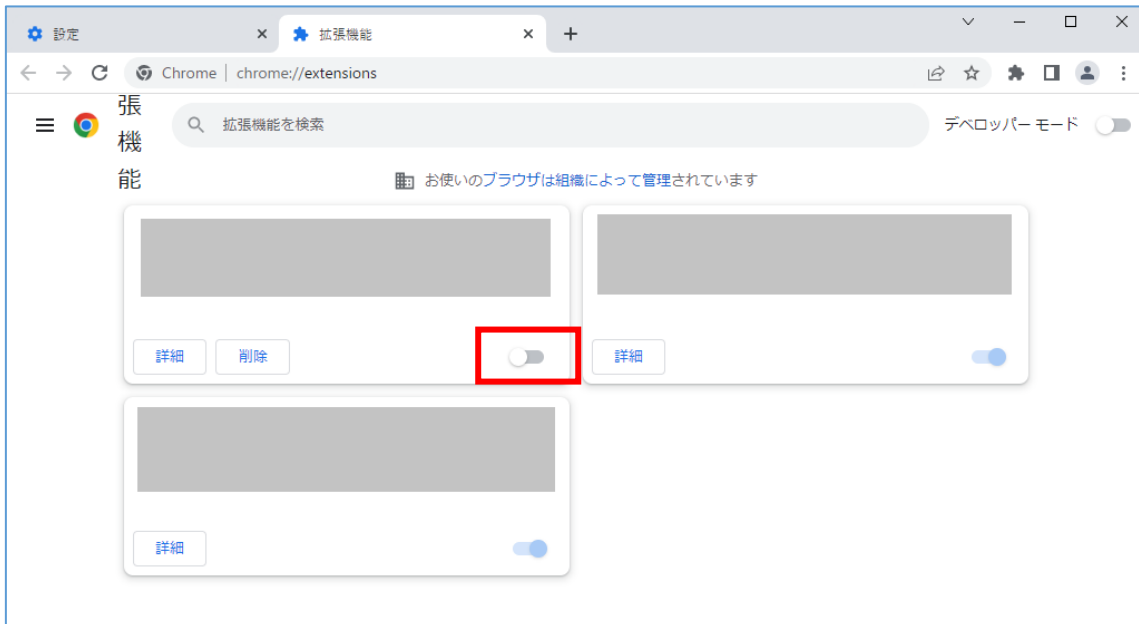 設定
拡張機能
Chrome | chrome://extensions
張
機
能
拡張機能を検索
デベロッパー モード
お使いのブラウザは組織によって管理されています
詳細
削除
詳細
詳細